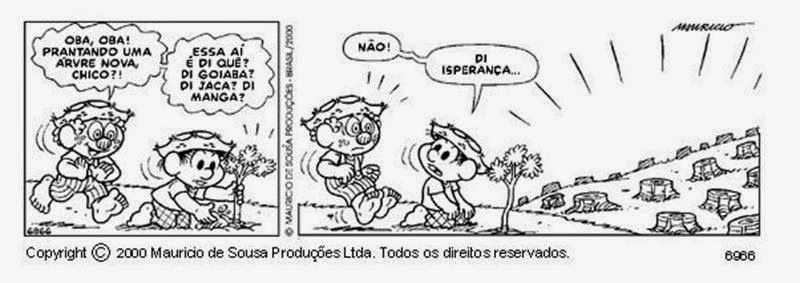 OBA, OBA!
PRANTANDO UMA
ÁRVRE NOVA,
CHICO?!
ESSA AÍ
É DI QUÊ?
DI GOIABA?
DI JACA? DI
MANGA?
6966
© MAURICIO DE SOUSA PRODUÇÕES - BRASIL/2000
NÃO!
DI
ISPERANÇA...
MAURICIO
Copyright © 2000 Mauricio de Sousa Produções Ltda. Todos os direitos reservados.
6966